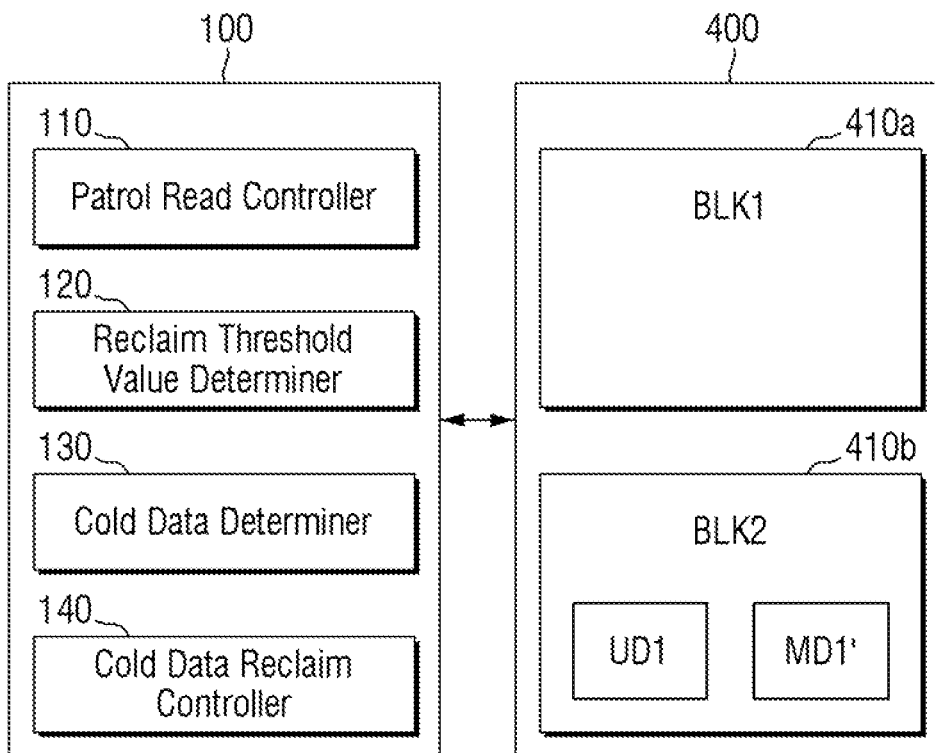 100
400
110
Patrol Read Controller
120
Reclaim Threshold
Value Determiner
130
Cold Data Determiner
140
Cold Data Reclaim
Controller
410a
BLK1
410b
BLK2
UD1
MD1'